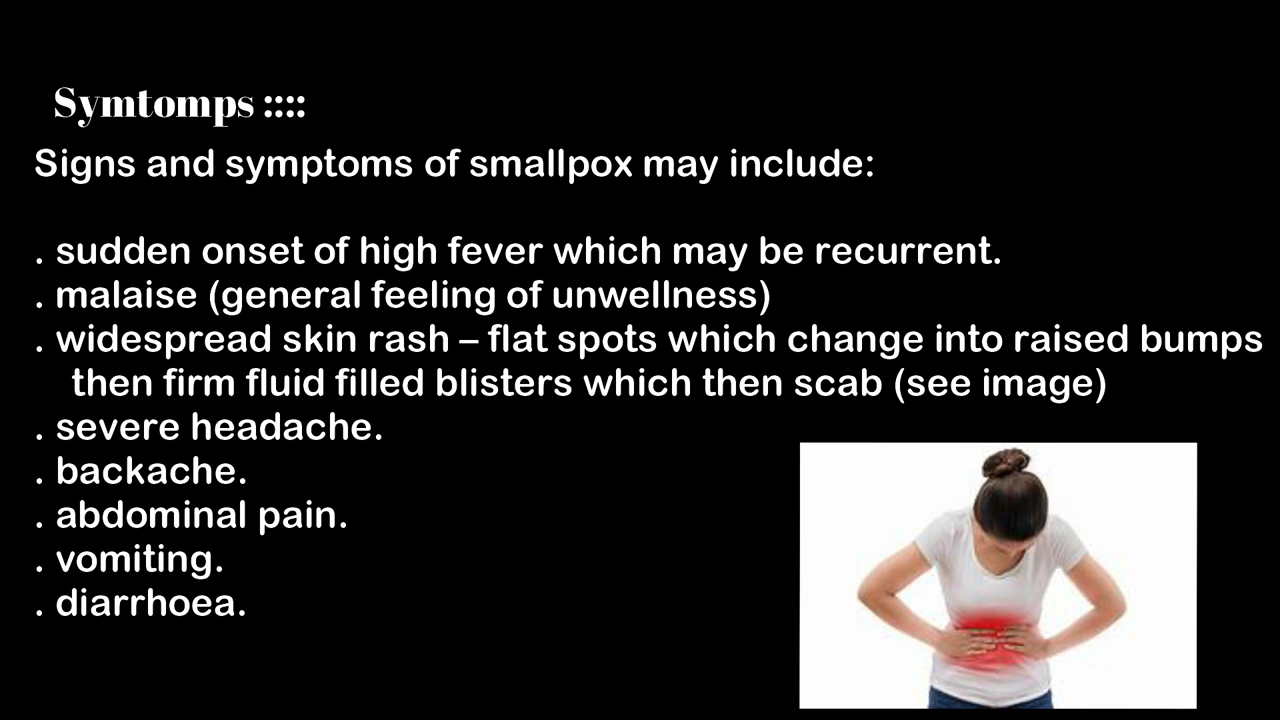 Symtomps ::::
Signs and symptoms of smallpox may include:
. sudden onset of high fever which may be recurrent.
. malaise (general feeling of unwellness)
. widespread skin rash – flat spots which change into raised bumps
then firm fluid filled blisters which then scab (see image)
. severe headache.
. backache.
. abdominal pain.
. vomiting.
. diarrhoea.